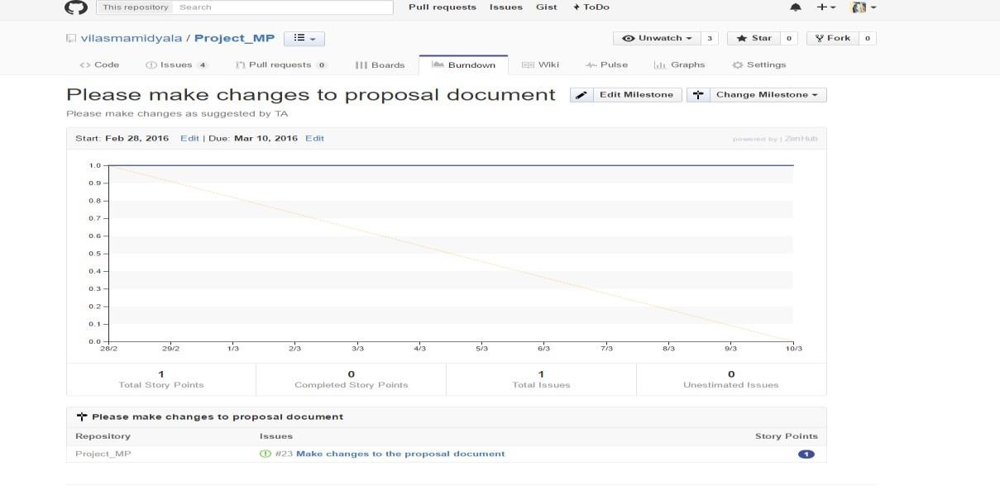 This repository Search Pull requests Issues Gist ToDo
vilasmamidyala / Project_MP Unwatch 3 Star 0 Fork 0
Code Issues 4 Pull requests 0 Boards Burndown Wiki Pulse Graphs Settings
Please make changes to proposal document Edit Milestone Change Milestone
Please make changes as suggested by TA
Start: Feb 28, 2016 Edit | Due: Mar 10, 2016 Edit powered by | ZenHub
1.0
0.9
0.8
0.7
0.6
0.5
0.4
0.3
0.2
0.1
0.0
28/2 29/2 1/3 2/3 3/3 4/3 5/3 6/3 7/3 8/3 9/3 10/3
1 0 1 0
Total Story Points Completed Story Points Total Issues Unestimated Issues
Please make changes to proposal document
Repository Issues Story Points
Project_MP #23 Make changes to the proposal document 1